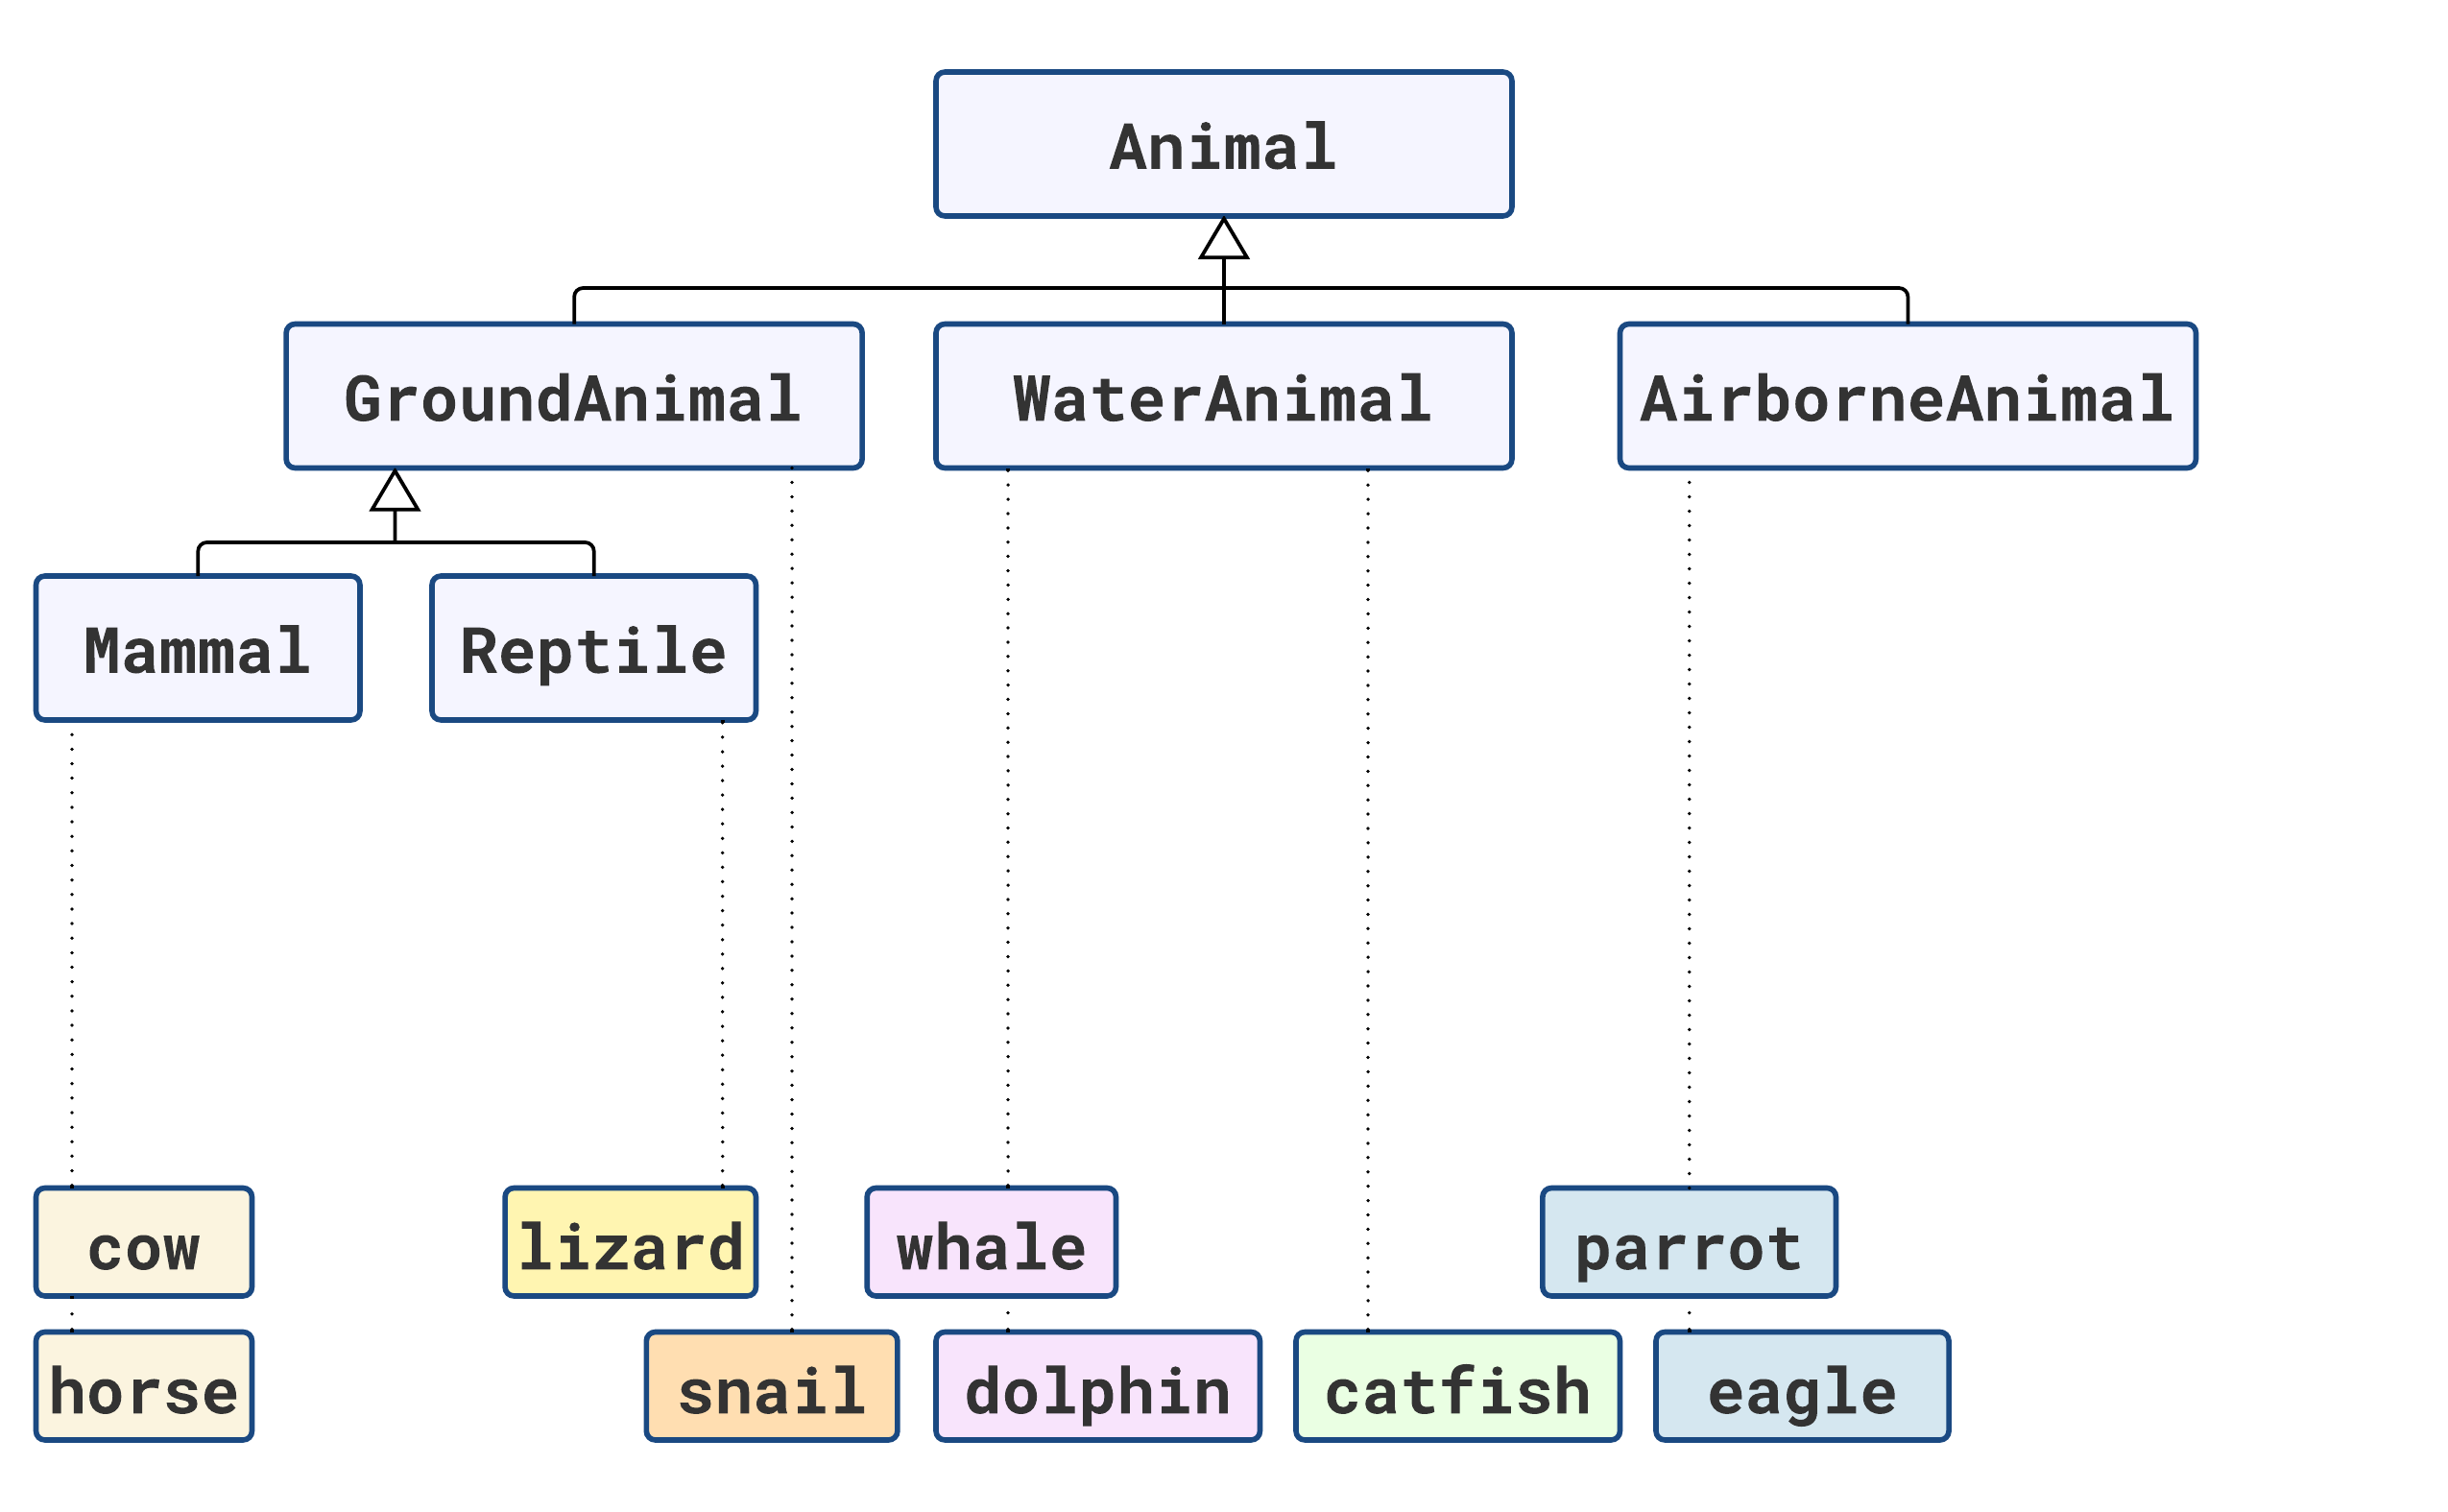 Animal
GroundAnimal WaterAnimal AirborneAnimal
Mammal Reptile
cow lizard whale parrot
horse snail dolphin catfish eagle